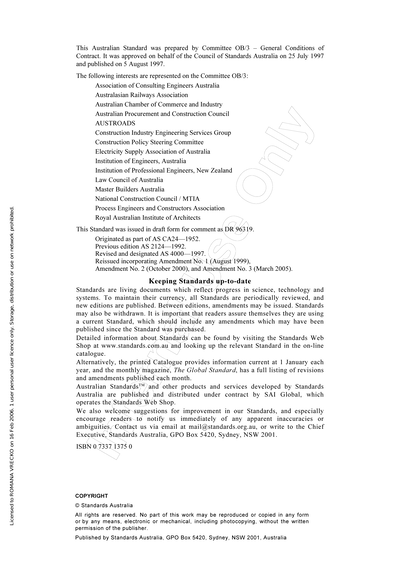 This Australian Standard was prepared by Committee OB/3 – General Conditions of
Contract. It was approved on behalf of the Council of Standards Australia on 25 July 1997
and published on 5 August 1997.
The following interests are represented on the Committee OB/3:
Association of Consulting Engineers Australia
Australasian Railways Association
Australian Chamber of Commerce and Industry
Australian Procurement and Construction Council
AUSTROADS
Construction Industry Engineering Services Group
Construction Policy Steering Committee
Electricity Supply Association of Australia
Institution of Engineers, Australia
Institution of Professional Engineers, New Zealand
Law Council of Australia
Master Builders Australia
National Construction Council / MTIA
Process Engineers and Constructors Association
Royal Australian Institute of Architects
This Standard was issued in draft form for comment as DR 96319.
Originated as part of AS CA24—1952.
Previous edition AS 2124—1992.
Revised and designated AS 4000—1997.
Reissued incorporating Amendment No. 1 (August 1999),
Amendment No. 2 (October 2000), and Amendment No. 3 (March 2005).
Keeping Standards up-to-date
Standards are living documents which reflect progress in science, technology and
systems. To maintain their currency, all Standards are periodically reviewed, and
new editions are published. Between editions, amendments may be issued. Standards
may also be withdrawn. It is important that readers assure themselves they are using
a current Standard, which should include any amendments which may have been
published since the Standard was purchased.
Detailed information about Standards can be found by visiting the Standards Web
Shop at www.standards.com.au and looking up the relevant Standard in the on-line
catalogue.
Alternatively, the printed Catalogue provides information current at 1 January each
year, and the monthly magazine, The Global Standard, has a full listing of revisions
and amendments published each month.
Australian Standards™ and other products and services developed by Standards
Australia are published and distributed under contract by SAI Global, which
operates the Standards Web Shop.
We also welcome suggestions for improvement in our Standards, and especially
encourage readers to notify us immediately of any apparent inaccuracies or
ambiguities. Contact us via email at mail@standards.org.au, or write to the Chief
Executive, Standards Australia, GPO Box 5420, Sydney, NSW 2001.
ISBN 0 7337 1375 0
COPYRIGHT
© Standards Australia
All rights are reserved. No part of this work may be reproduced or copied in any form
or by any means, electronic or mechanical, including photocopying, without the written
permission of the publisher.
Published by Standards Australia, GPO Box 5420, Sydney, NSW 2001, Australia
Licensed to ROMANA VRECKO on 16 Feb 2006. 1 user personal user licence only. Storage, distribution or use on network prohibited.